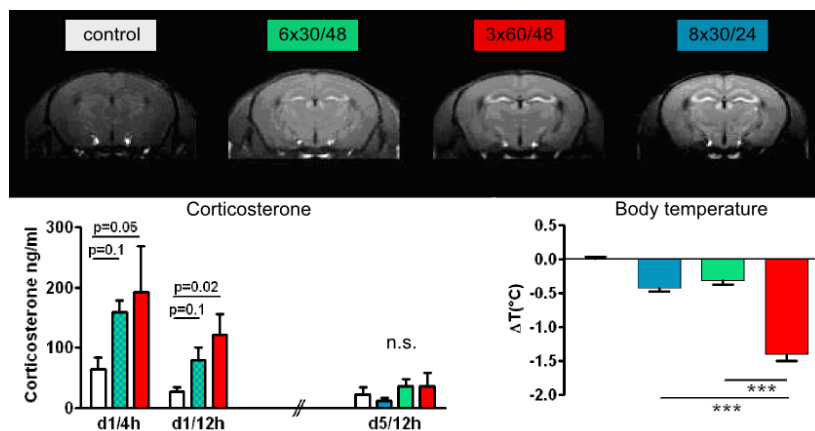 control 6x30/48 3x60/48 8x30/24
Corticosterone
Corticosterone ng/ml
300
200
100
0
p=0.05
p=0.1
p=0.02
p=0.1
n.s.
//
d1/4h d1/12h d5/12h
Body temperature
Δ T(°C)
0.5
0.0
-0.5
-1.0
-1.5
-2.0
***
***